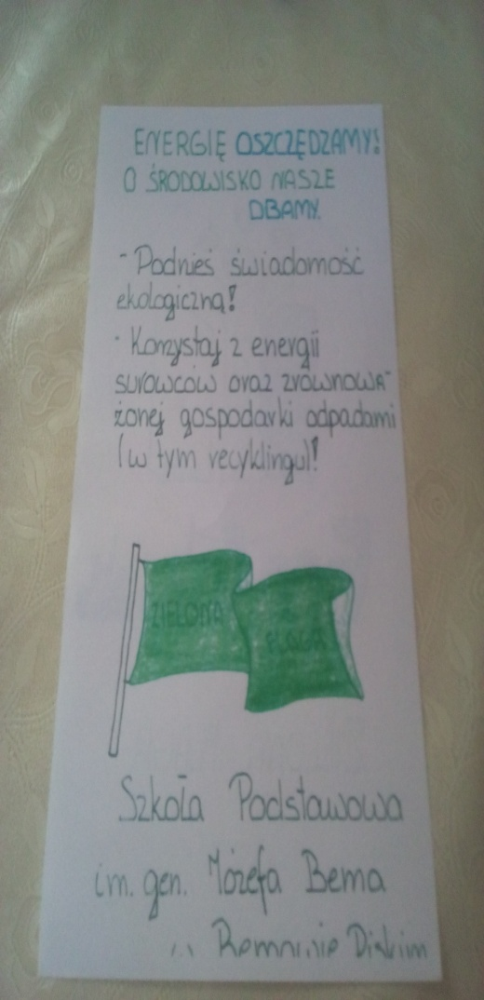 ENERGIĘ OSZCZĘDZAMY!
O ŚRODOWISKO NASZE
DBAMY.
- Podnieś świadomość
ekologiczną!
- Korzystaj z energii
surowców oraz zrównowa-
żonej gospodarki odpadami
(w tym recyklingu)!
ZIELONA FLAGA
Szkoła Podstawowa
im. gen. Józefa Bema